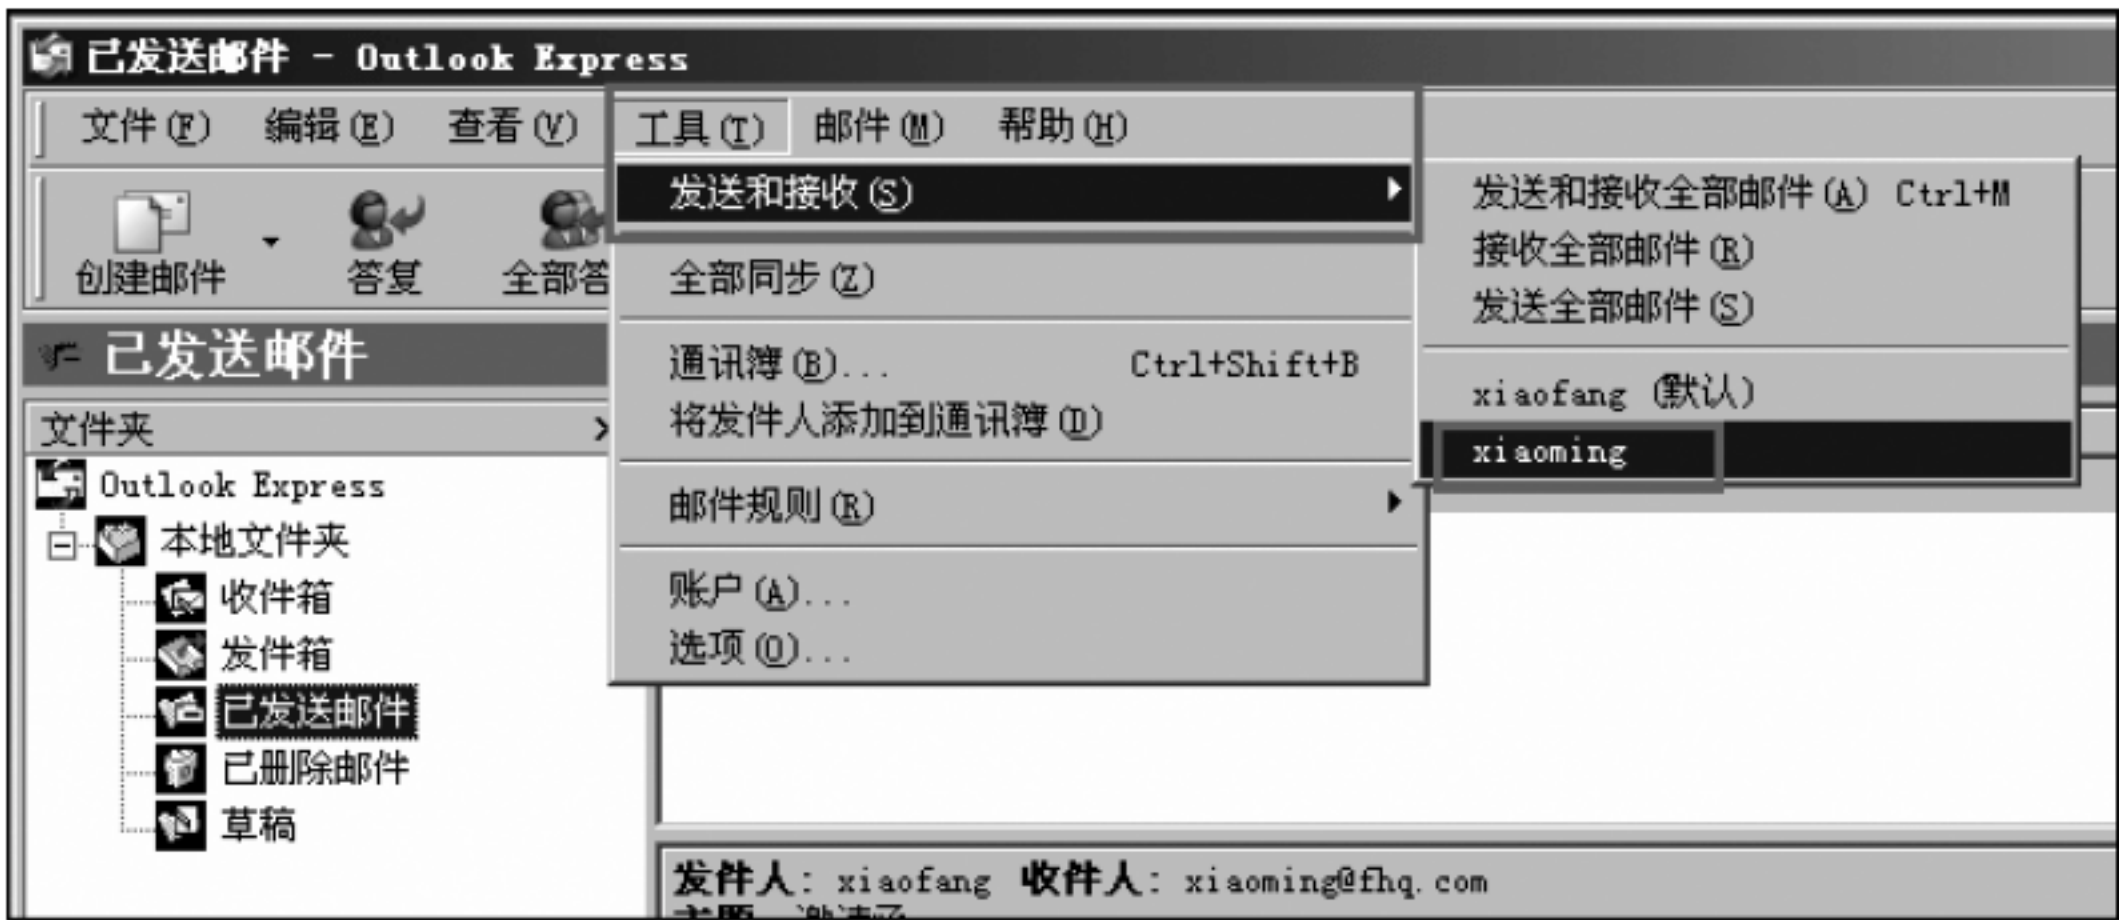 已发送邮件 - Outlook Express
文件(F) 编辑(E) 查看(V) 工具(T) 邮件(M) 帮助(H)
创建邮件 答复 全部答
发送和接收(S)
全部同步(Z)
通讯簿(B)... Ctrl+Shift+B
将发件人添加到通讯簿(D)
邮件规则(R)
账户(A)...
选项(O)...
发送和接收全部邮件(A) Ctrl+M
接收全部邮件(R)
发送全部邮件(S)
xiaofang (默认)
xiaoming
已发送邮件
文件夹
Outlook Express
本地文件夹
收件箱
发件箱
已发送邮件
已删除邮件
草稿
发件人: xiaofang 收件人: xiaoming@fhq.com
主题: 邀请函